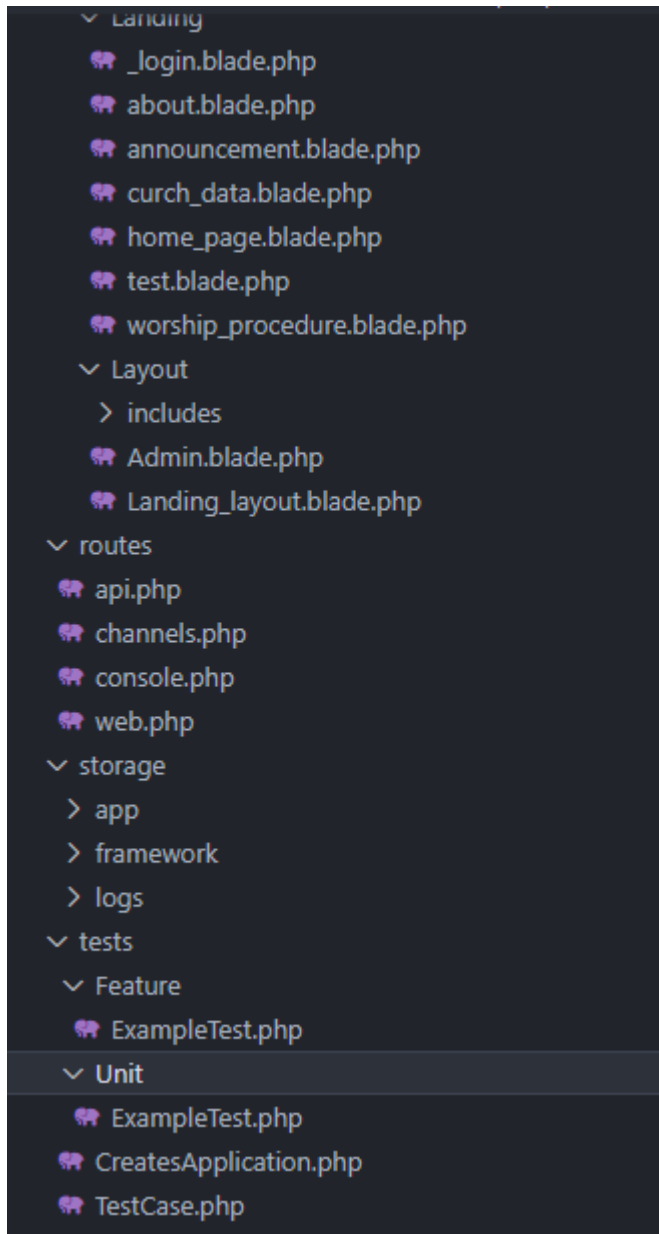 Landing
_login.blade.php
about.blade.php
announcement.blade.php
curch_data.blade.php
home_page.blade.php
test.blade.php
worship_procedure.blade.php
Layout
includes
Admin.blade.php
Landing_layout.blade.php
routes
api.php
channels.php
console.php
web.php
storage
app
framework
logs
tests
Feature
ExampleTest.php
Unit
ExampleTest.php
CreatesApplication.php
TestCase.php